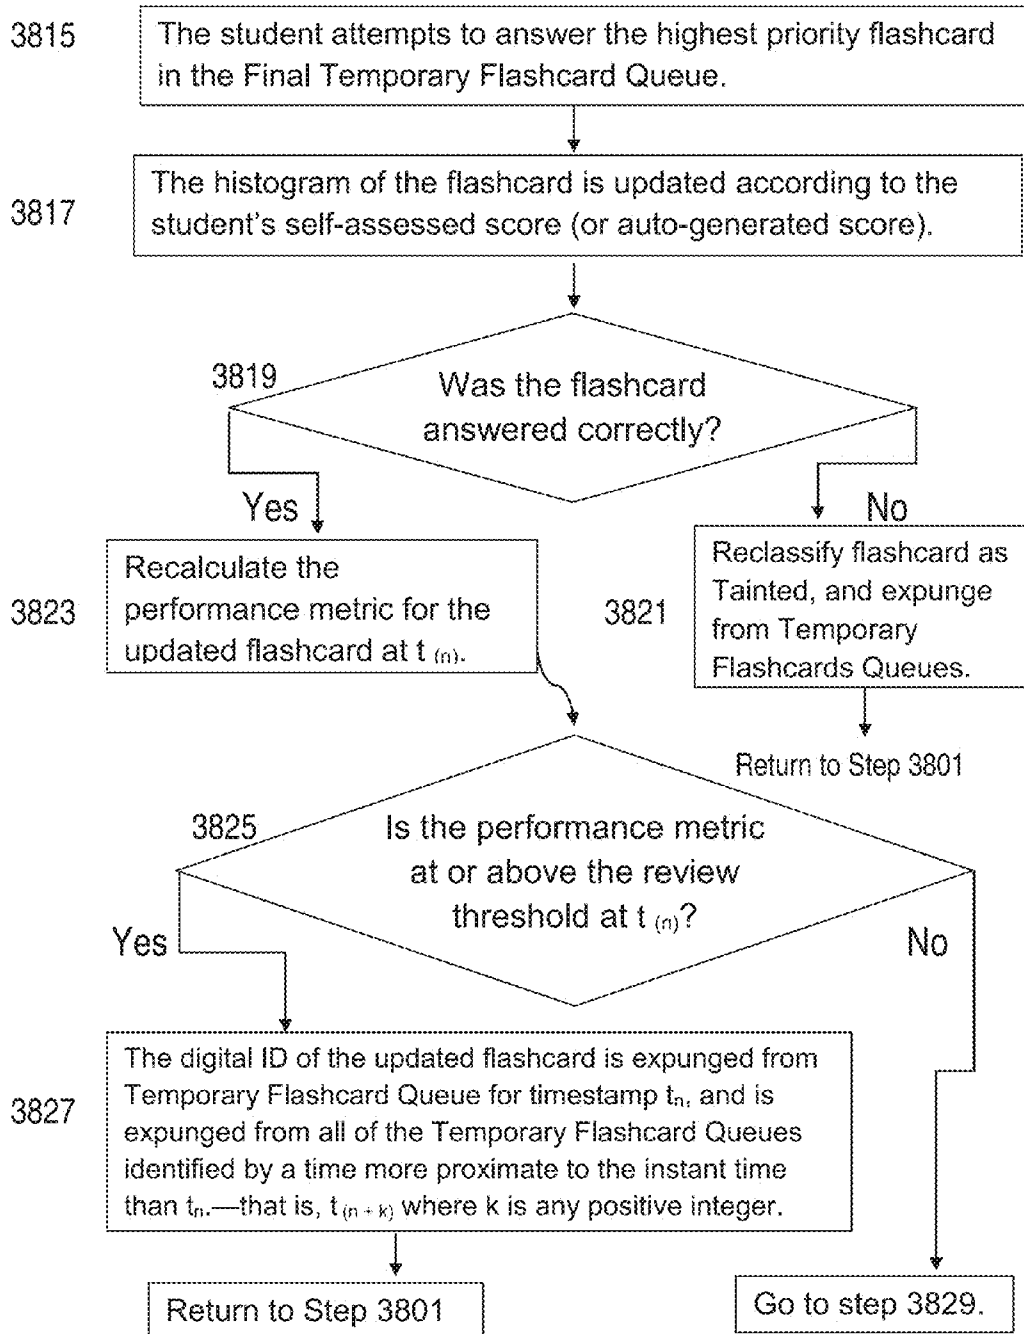 3815
The student attempts to answer the highest priority flashcard
in the Final Temporary Flashcard Queue.
3817
The histogram of the flashcard is updated according to the
student's self-assessed score (or auto-generated score).
3819
Was the flashcard
answered correctly?
Yes
No
3823
Recalculate the
performance metric for the
updated flashcard at t (n).
3821
Reclassify flashcard as
Tainted, and expunge
from Temporary
Flashcards Queues.
Return to Step 3801
3825
Is the performance metric
at or above the review
threshold at t (n)?
Yes
No
3827
The digital ID of the updated flashcard is expunged from
Temporary Flashcard Queue for timestamp tn, and is
expunged from all of the Temporary Flashcard Queues
identified by a time more proximate to the instant time
than tn.—that is, t (n + k) where k is any positive integer.
Return to Step 3801
Go to step 3829.